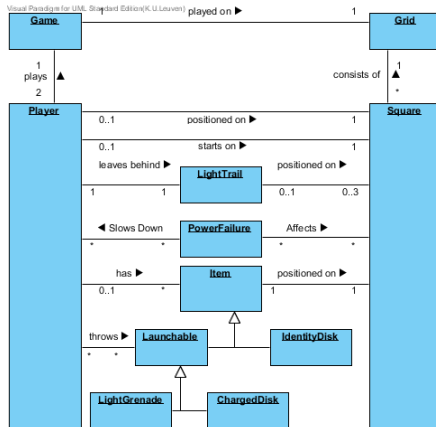 Visual Paradigm for UML Standard Edition(K.U.Leuven)
1 played on ▶ 1
Game Grid
1 1
plays ▲ consists of ▲
2 *
Player Square
0..1 positioned on ▶ 1
0..1 starts on ▶ 1
leaves behind ▶ LightTrail positioned on ▶
1 1 0..1 0..3
◀ Slows Down PowerFailure Affects ▶
* * * *
has ▶ Item positioned on ▶
0..1 * 1 1
throws ▶ Launchable IdentityDisk
* *
LightGrenade ChargedDisk